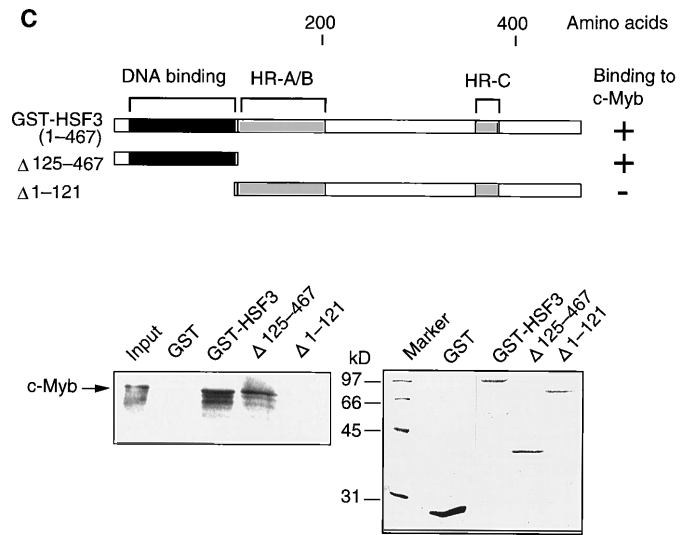 C
200 400 Amino acids
DNA binding HR-A/B HR-C Binding to
c-Myb
GST-HSF3
(1–467) +
Δ125–467 +
Δ1–121 -
Input GST GST-HSF3 Δ125–467 Δ1–121
c-Myb
kD Marker GST GST-HSF3 Δ125–467 Δ1–121
97
66
45
31